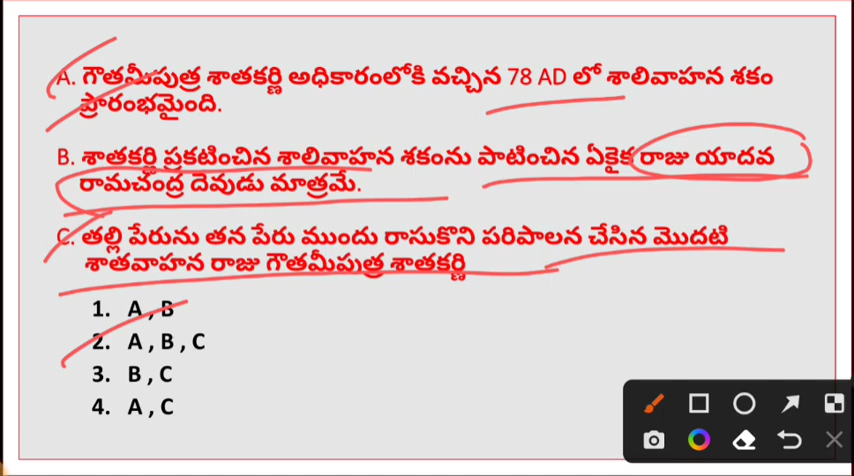 A. గౌతమీపుత్ర శాతకర్ణి అధికారంలోకి వచ్చిన 78 AD లో శాలివాహన శకం
ప్రారంభమైంది.
B. శాతకర్ణి ప్రకటించిన శాలివాహన శకంను పాటించిన ఏకైక రాజు యాదవ
రామచంద్ర దేవుడు మాత్రమే.
C. తల్లి పేరును తన పేరు ముందు రాసుకొని పరిపాలన చేసిన మొదటి
శాతవాహన రాజు గౌతమీపుత్ర శాతకర్ణి
1. A , B
2. A , B , C
3. B , C
4. A , C